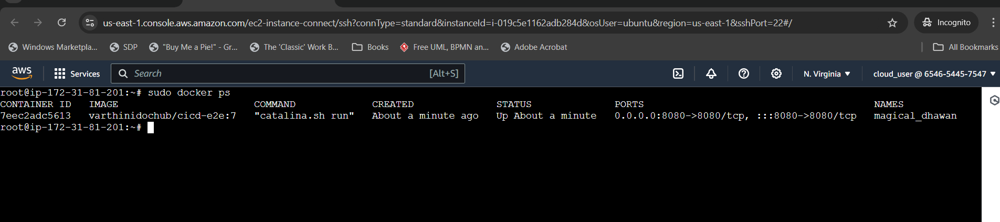 us-east-1.console.aws.amazon.com/ec2-instance-connect/ssh?connType=standard&instanceId=i-019c5e1162adb284d&osUser=ubuntu&region=us-east-1&sshPort=22#/ Incognito
Windows Marketpla... SDP "Buy Me a Pie!" - Gr... The 'Classic' Work B... Books Free UML, BPMN an... Adobe Acrobat All Bookmarks
aws Services Search [Alt+S] N. Virginia cloud_user @ 6546-5445-7547
root@ip-172-31-81-201:~# sudo docker ps
CONTAINER ID IMAGE COMMAND CREATED STATUS PORTS NAMES
7eec2adc5613 varthinidochub/cicd-e2e:7 "catalina.sh run" About a minute ago Up About a minute 0.0.0.0:8080->8080/tcp, :::8080->8080/tcp magical_dhawan
root@ip-172-31-81-201:~#